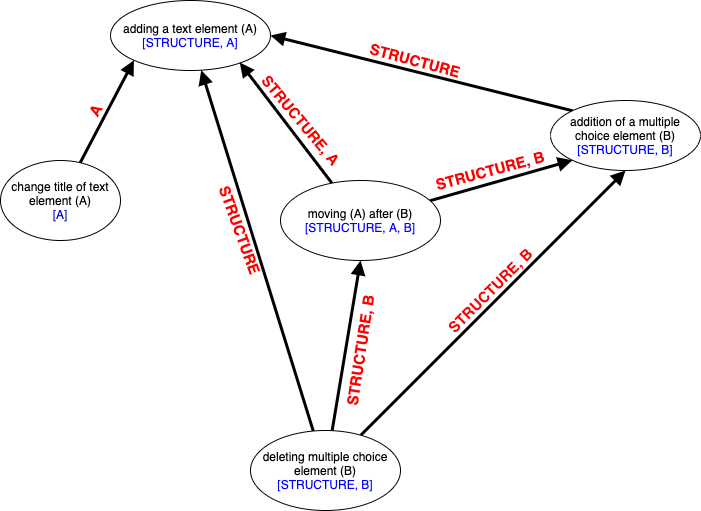 adding a text element (A)
[STRUCTURE, A]
STRUCTURE
A
STRUCTURE, A
addition of a multiple
choice element (B)
[STRUCTURE, B]
STRUCTURE, B
change title of text
element (A)
[A]
STRUCTURE
moving (A) after (B)
[STRUCTURE, A, B]
STRUCTURE, B
STRUCTURE, B
deleting multiple choice
element (B)
[STRUCTURE, B]